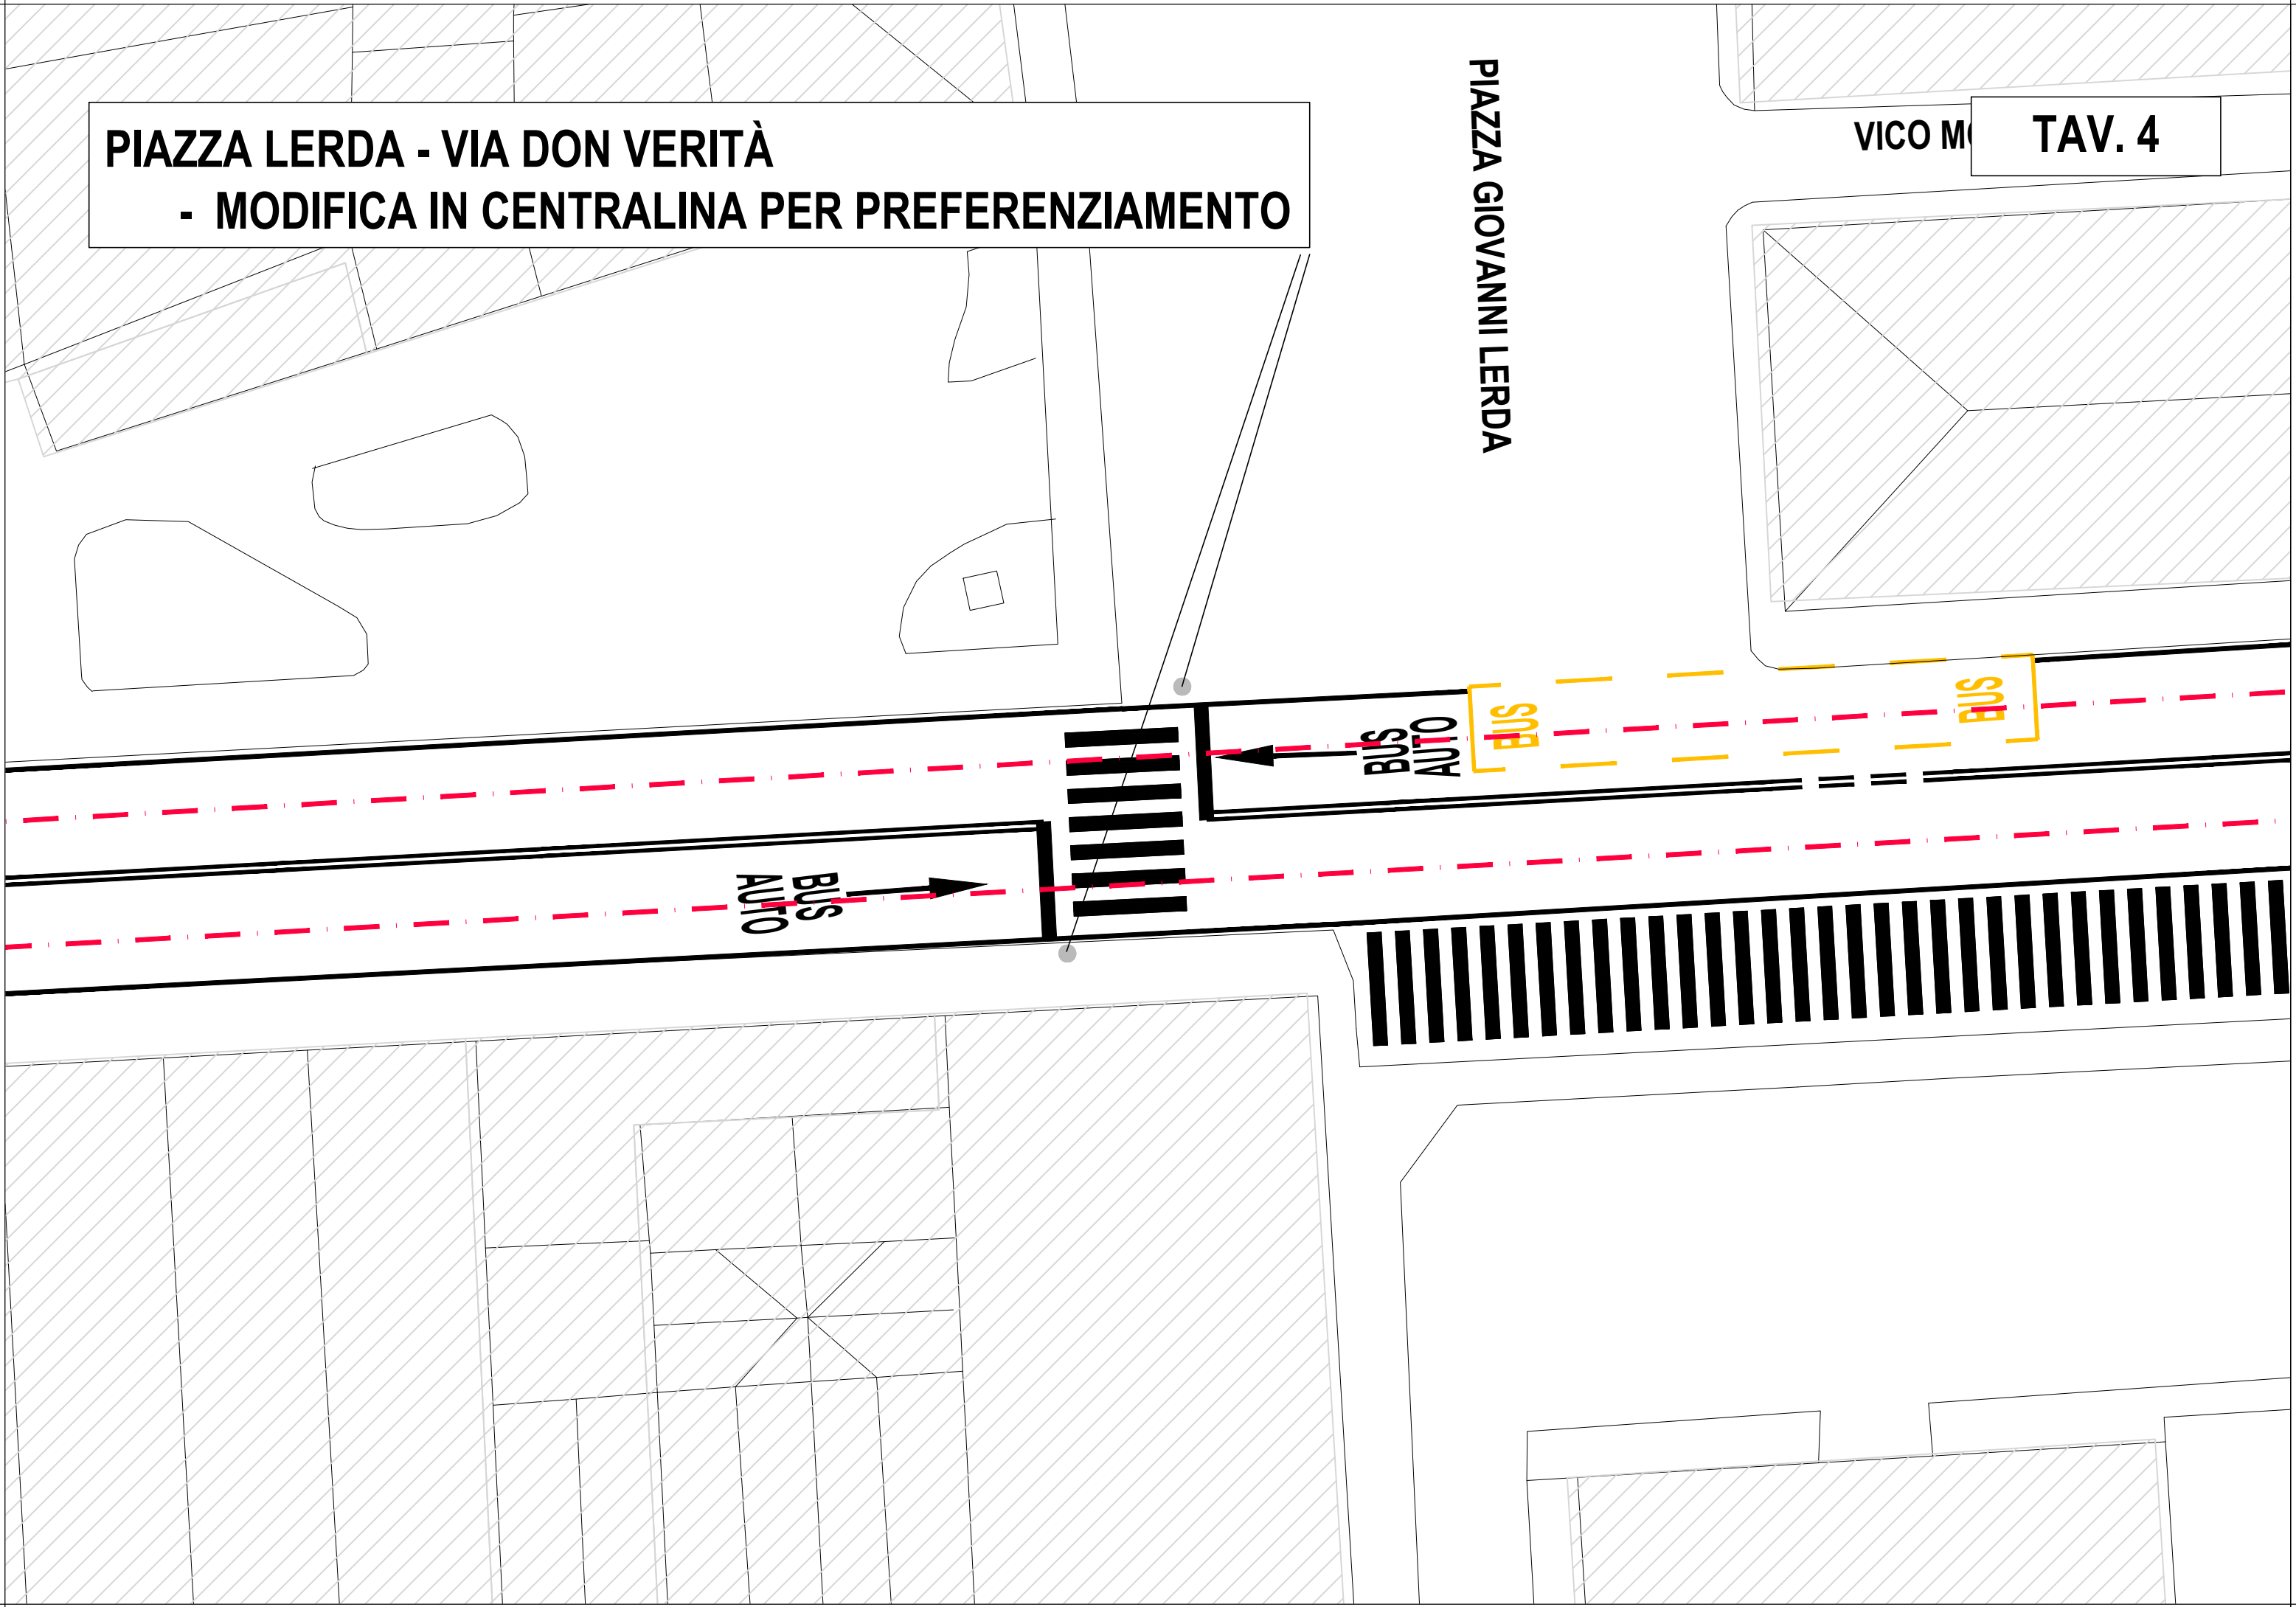 PIAZZA LERDA - VIA DON VERITÀ
- MODIFICA IN CENTRALINA PER PREFERENZIAMENTO
PIAZZA GIOVANNI LERDA
VICO
TAV. 4
BUS
BUS
BUS
AUTO
AUTO
BUS